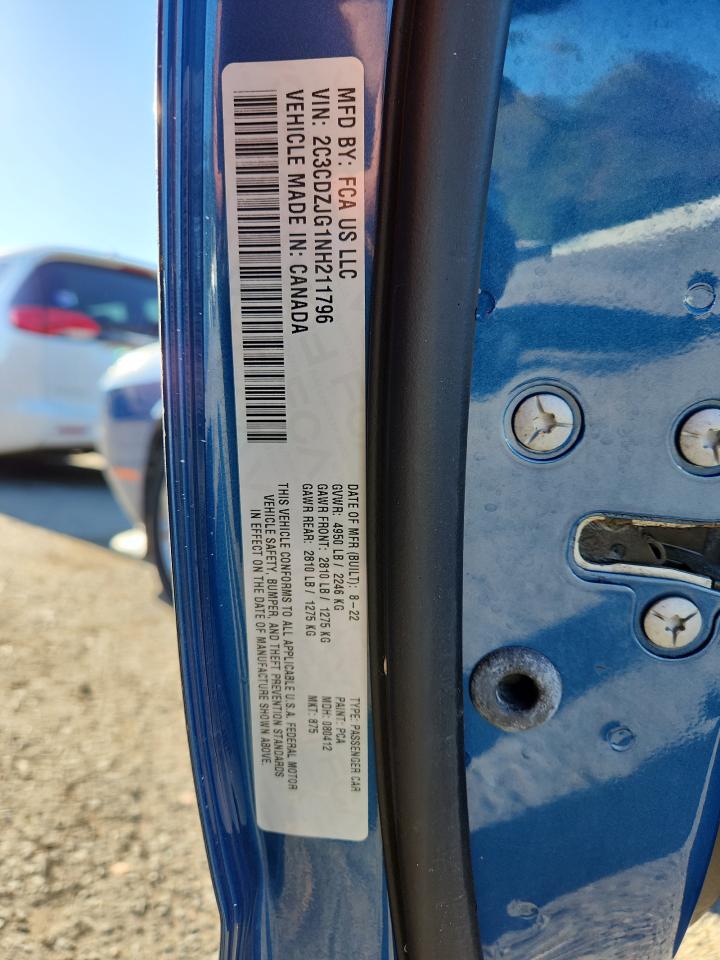 MFD BY: FCA US LLC
VIN: 2C3CDZJG1NH211796
VEHICLE MADE IN: CANADA
DATE OF MFR (BUILT): 8-22
GVWR: 4950 LB / 2246 KG
GAWR FRONT: 2810 LB / 1275 KG
GAWR REAR: 2810 LB / 1275 KG
TYPE: PASSENGER CAR
PAINT: PCA
MDH: 080412
MKT: 875
THIS VEHICLE CONFORMS TO ALL APPLICABLE U.S.A. FEDERAL MOTOR
VEHICLE SAFETY, BUMPER, AND THEFT PREVENTION STANDARDS
IN EFFECT ON THE DATE OF MANUFACTURE SHOWN ABOVE.